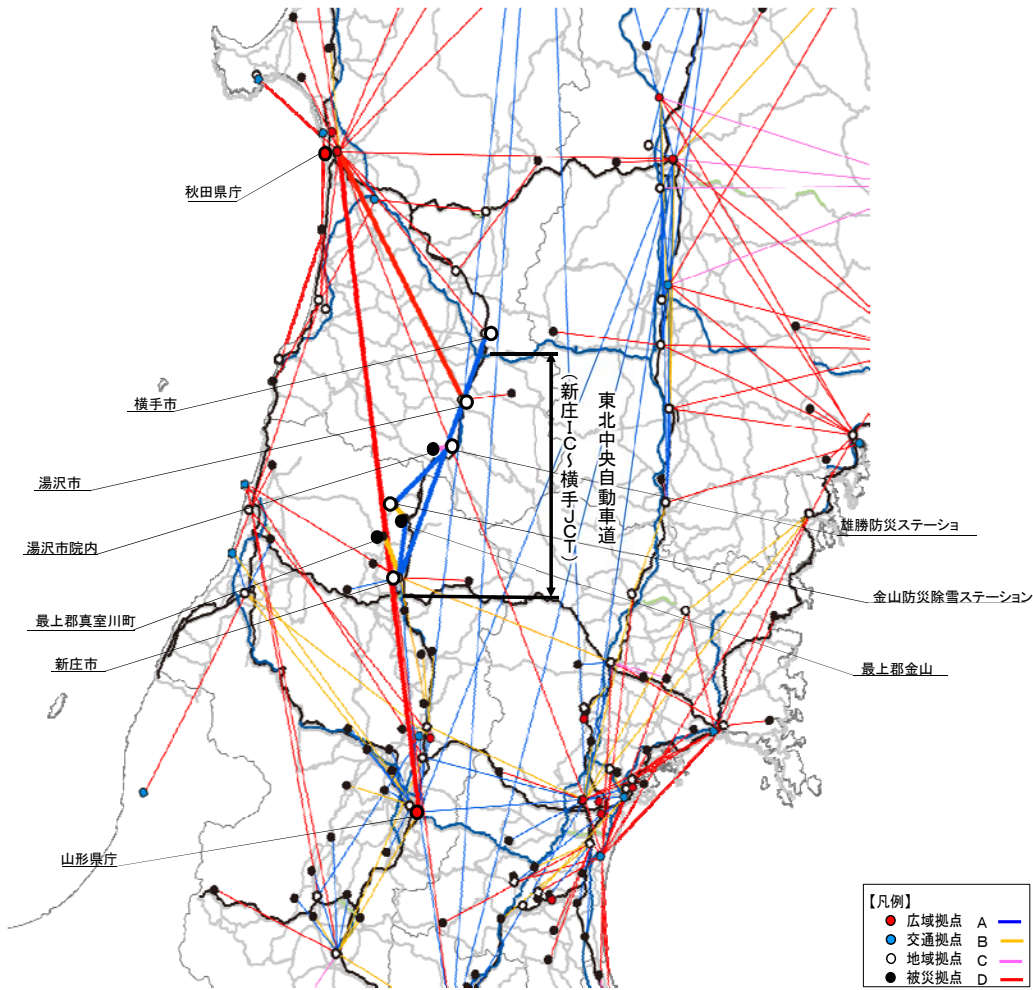 秋田県庁
横手市
湯沢市
湯沢市院内
最上郡真室川町
新庄市
山形県庁
東北中央自動車道
（新庄ＩＣ～横手ＪＣＴ）
雄勝防災ステーショ
金山防災除雪ステーション
最上郡金山
【凡例】
広域拠点 A
交通拠点 B
地域拠点 C
被災拠点 D